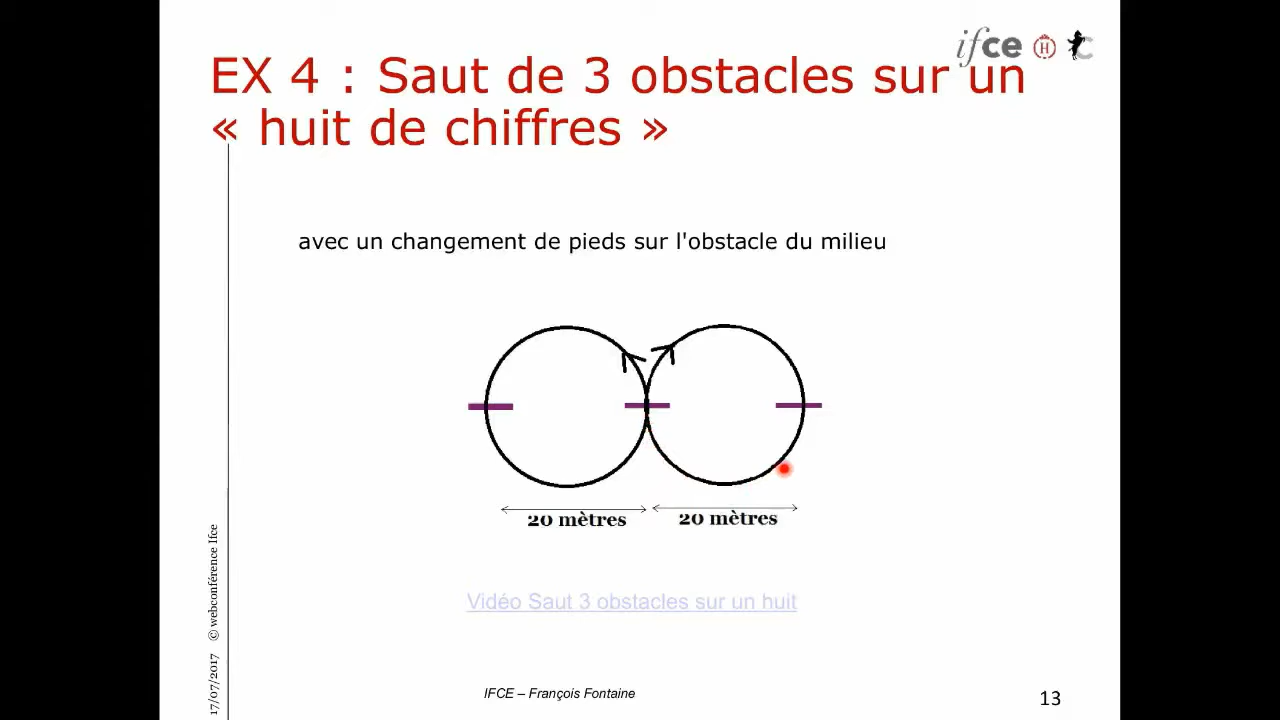 ifce
H
EX 4 : Saut de 3 obstacles sur un
« huit de chiffres »
avec un changement de pieds sur l'obstacle du milieu
20 mètres
20 mètres
Vidéo Saut 3 obstacles sur un huit
17/07/2017 © webconférence Ifce
IFCE – François Fontaine
13